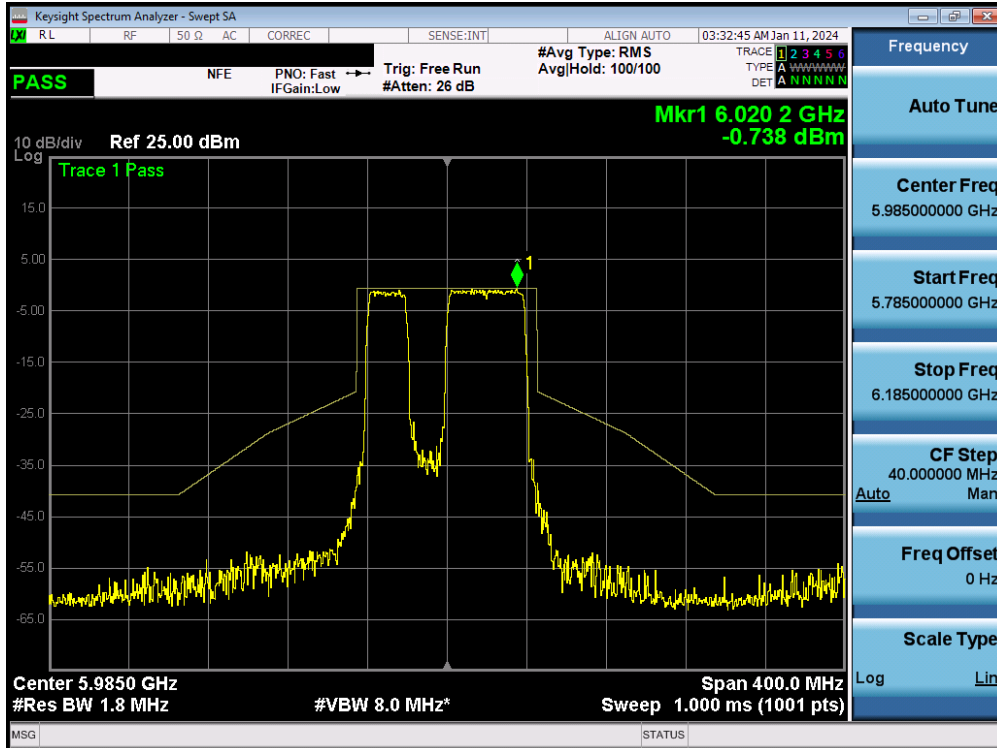 Keysight Spectrum Analyzer - Swept SA
LXI RL RF 50 Ω AC CORREC SENSE:INT ALIGN AUTO 03:32:45 AM Jan 11, 2024
PASS
NFE
PNO: Fast
IFGain:Low
Trig: Free Run
#Atten: 26 dB
#Avg Type: RMS
Avg|Hold: 100/100
TRACE 1 2 3 4 5 6
TYPE A WWWWW
DET A N N N N N
Mkr1 6.020 2 GHz
-0.738 dBm
10 dB/div Ref 25.00 dBm
Log
Trace 1 Pass
15.0
5.00
-5.00
-15.0
-25.0
-35.0
-45.0
-55.0
-65.0
1
Center 5.9850 GHz
Span 400.0 MHz
#Res BW 1.8 MHz
#VBW 8.0 MHz*
Sweep 1.000 ms (1001 pts)
MSG
STATUS
Frequency
Auto Tune
Center Freq
5.985000000 GHz
Start Freq
5.785000000 GHz
Stop Freq
6.185000000 GHz
CF Step
40.000000 MHz
Auto Man
Freq Offset
0 Hz
Scale Type
Log Lin